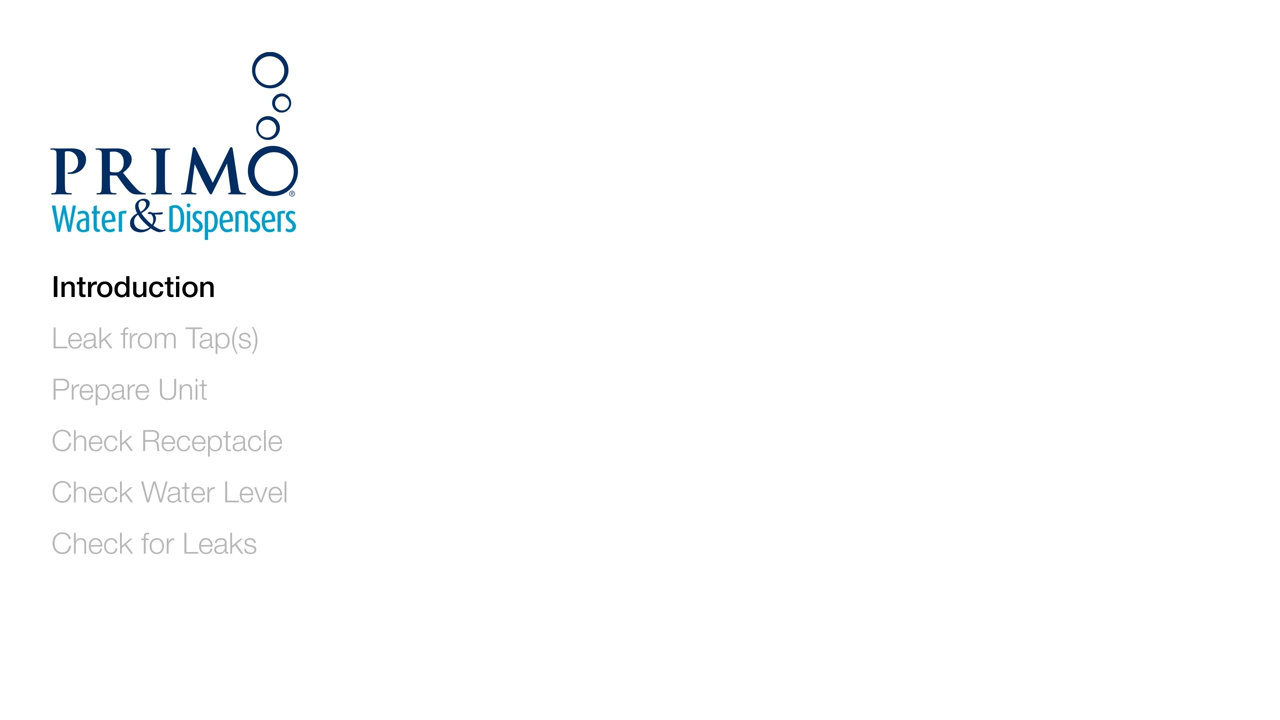 PRIMO®
Water & Dispensers
Introduction
Leak from Tap(s)
Prepare Unit
Check Receptacle
Check Water Level
Check for Leaks